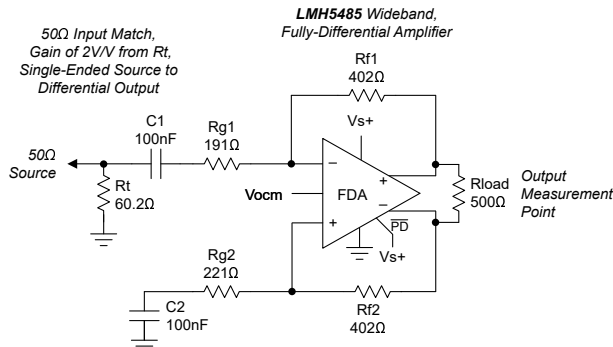 LMH5485 Wideband,
Fully-Differential Amplifier
50Ω Input Match,
Gain of 2V/V from Rt,
Single-Ended Source to
Differential Output
Rf1
402Ω
C1
100nF
Rg1
191Ω
Vs+
50Ω
Source
Rt
60.2Ω
−
+
Vocm
FDA
−
+
PD
Vs+
Rload
500Ω
Output
Measurement
Point
Rg2
221Ω
C2
100nF
Rf2
402Ω